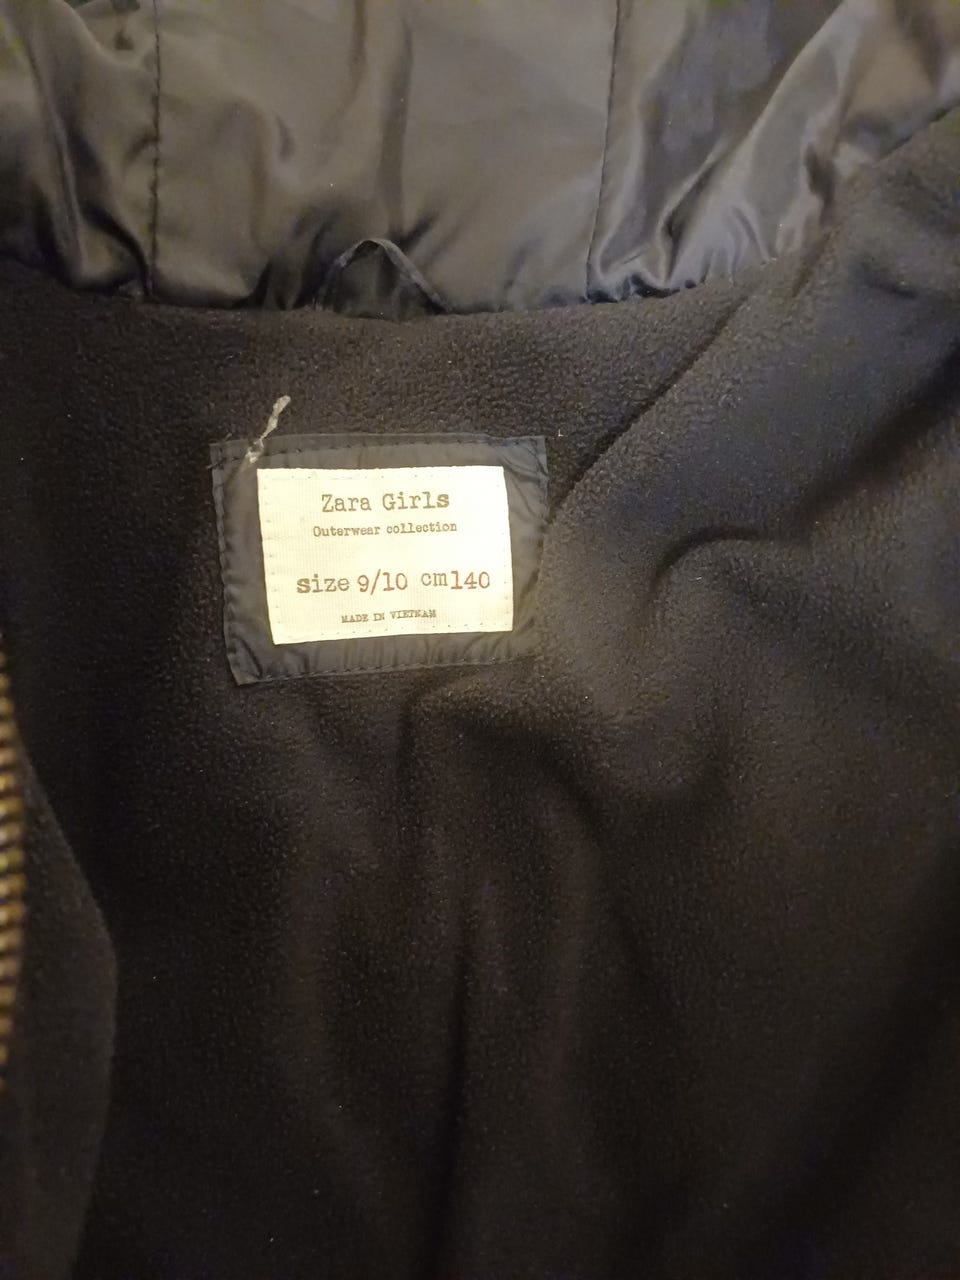 Zara Girls
Outerwear collection
size 9/10 cm140
MADE IN VIETNAM